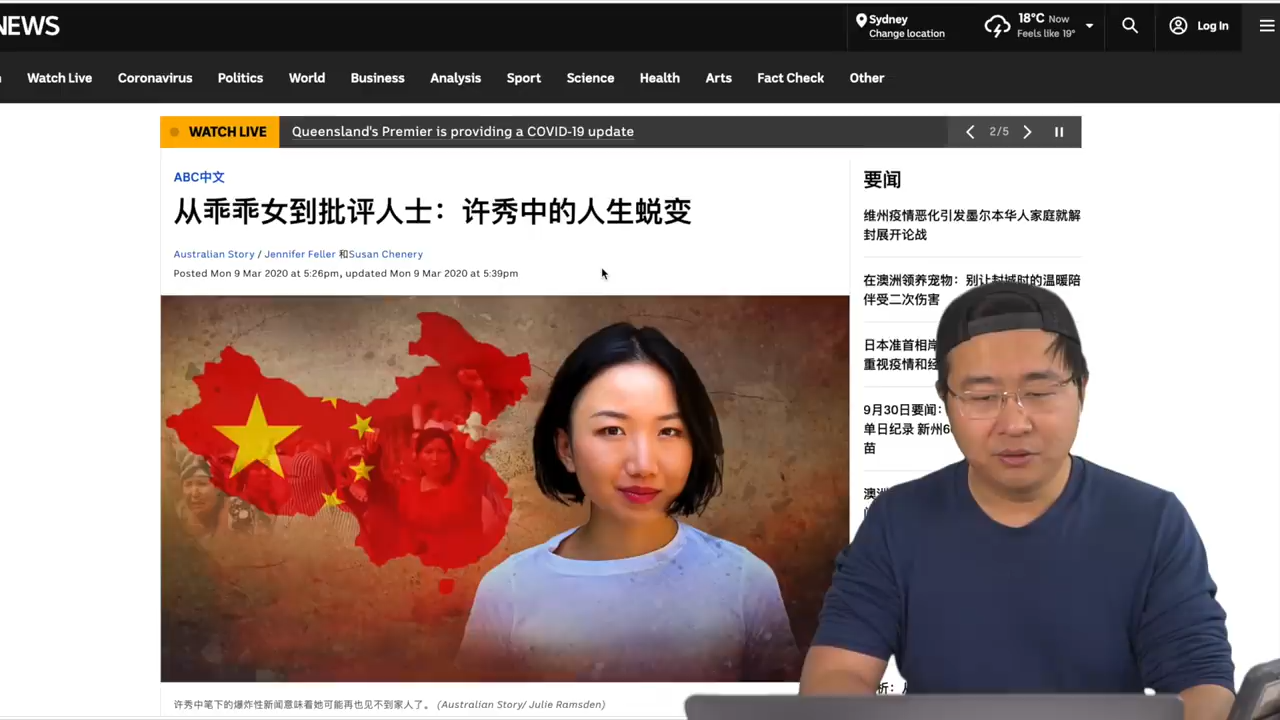 NEWS
Sydney
Change location
18°C Now
Feels like 19°
Log In
Watch Live
Coronavirus
Politics
World
Business
Analysis
Sport
Science
Health
Arts
Fact Check
Other
WATCH LIVE
Queensland's Premier is providing a COVID-19 update
2/5
ABC中文
从乖乖女到批评人士：许秀中的人生蜕变
Australian Story / Jennifer Feller 和Susan Chenery
Posted Mon 9 Mar 2020 at 5:26pm, updated Mon 9 Mar 2020 at 5:39pm
许秀中笔下的爆炸性新闻意味着她可能再也见不到家人了。 (Australian Story/ Julie Ramsden)
要闻
维州疫情恶化引发墨尔本华人家庭就解
封展开论战
在澳洲领养宠物：别让封城时的温暖陪
伴受二次伤害
日本准首相岸
重视疫情和经
9月30日要闻：
单日纪录 新州6
苗
澳洲
析：